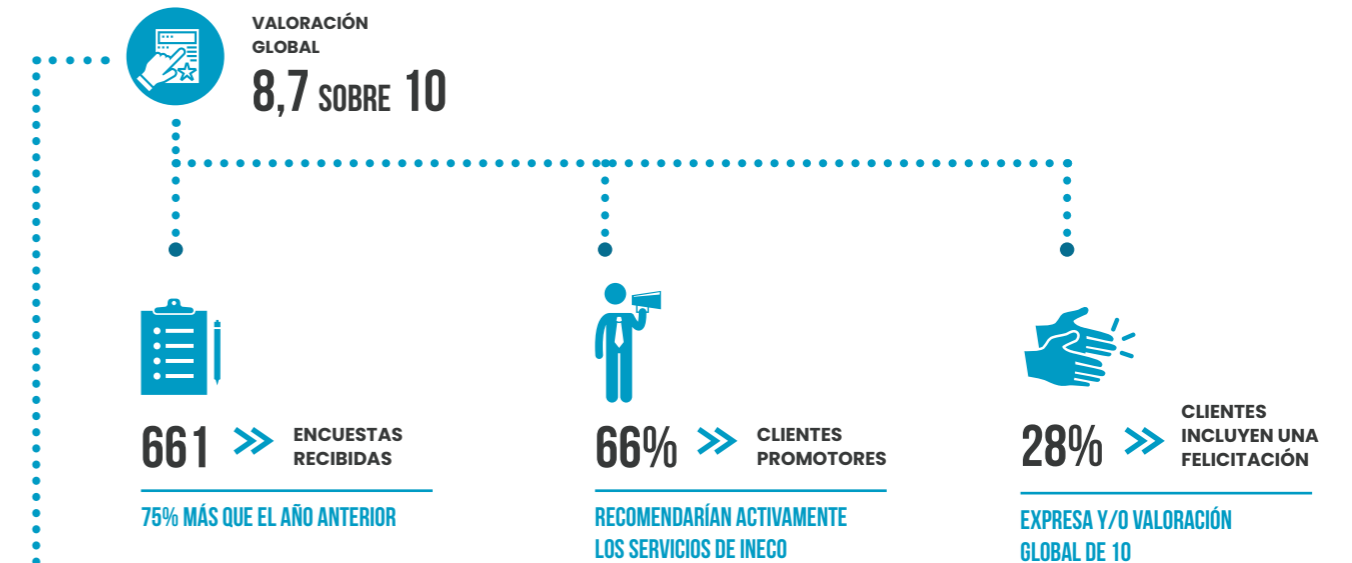 VALORACIÓN
GLOBAL
8,7 SOBRE 10
661
ENCUESTAS
RECIBIDAS
75% MÁS QUE EL AÑO ANTERIOR
66%
CLIENTES
PROMOTORES
RECOMENDARÍAN ACTIVAMENTE
LOS SERVICIOS DE INECO
28%
CLIENTES
INCLUYEN UNA
FELICITACIÓN
EXPRESA Y/O VALORACIÓN
GLOBAL DE 10